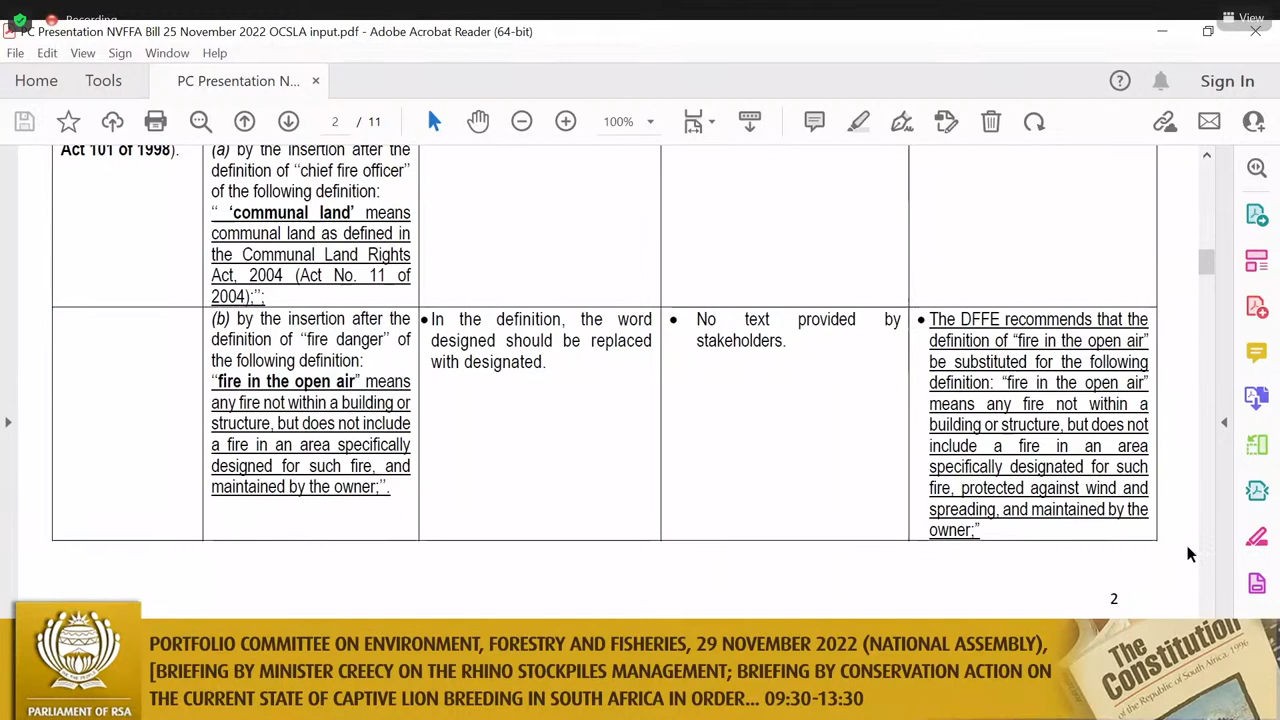 Recording
View
PC Presentation NVFFA Bill 25 November 2022 OCSLA input.pdf - Adobe Acrobat Reader (64-bit)
File Edit View Sign Window Help
Home Tools PC Presentation N... × Sign In
2 / 11 100%
Act 101 of 1998).
(a) by the insertion after the
definition of ‘‘chief fire officer’’
of the following definition:
‘‘ ‘communal land’ means
communal land as defined in
the Communal Land Rights
Act, 2004 (Act No. 11 of
2004);’’;
(b) by the insertion after the
definition of ‘‘fire danger’’ of
the following definition:
‘‘fire in the open air” means
any fire not within a building or
structure, but does not include
a fire in an area specifically
designed for such fire, and
maintained by the owner;’’.
• In the definition, the word
designed should be replaced
with designated.
• No text provided by
stakeholders.
• The DFFE recommends that the
definition of “fire in the open air”
be substituted for the following
definition: “fire in the open air”
means any fire not within a
building or structure, but does not
include a fire in an area
specifically designated for such
fire, protected against wind and
spreading, and maintained by the
owner;”
2
PORTFOLIO COMMITTEE ON ENVIRONMENT, FORESTRY AND FISHERIES, 29 NOVEMBER 2022 (NATIONAL ASSEMBLY),
[BRIEFING BY MINISTER CREECY ON THE RHINO STOCKPILES MANAGEMENT; BRIEFING BY CONSERVATION ACTION ON
THE CURRENT STATE OF CAPTIVE LION BREEDING IN SOUTH AFRICA IN ORDER... 09:30-13:30
PARLIAMENT OF RSA
The
Constitution
of the Republic of South Africa, 1996